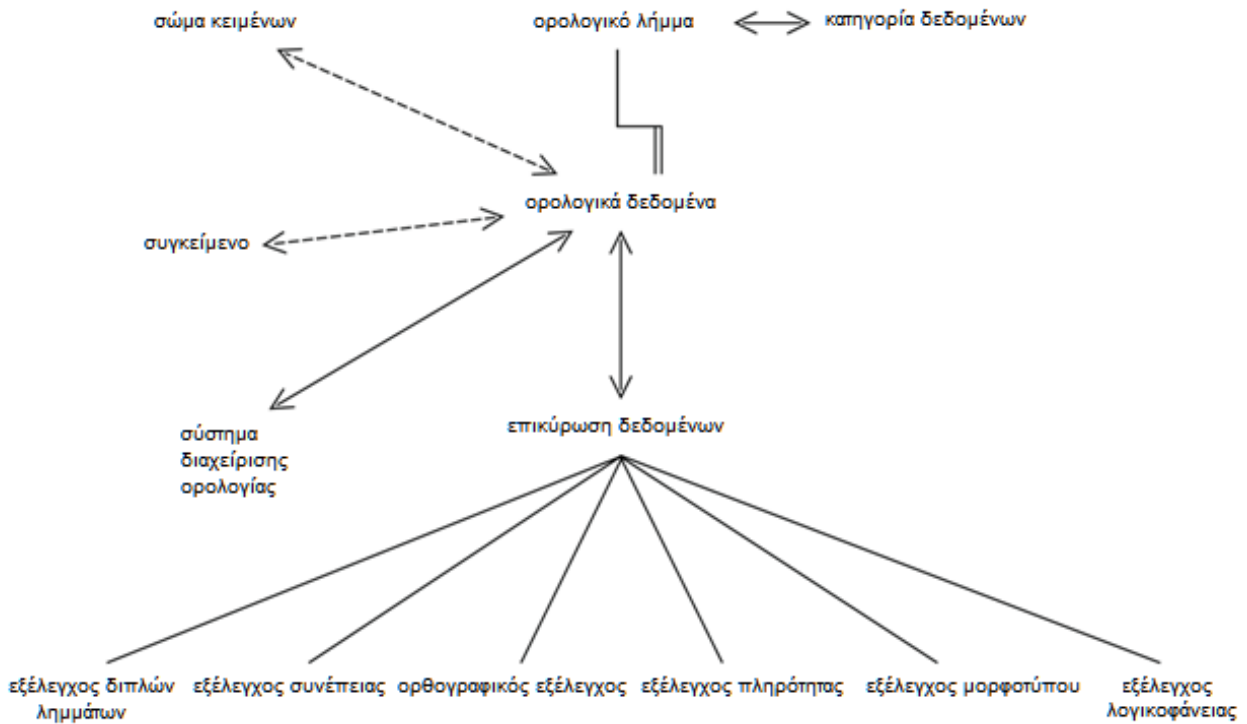 σώμα κειμένων
ορολογικό λήμμα
κατηγορία δεδομένων
ορολογικά δεδομένα
συγκείμενο
σύστημα
διαχείρισης
ορολογίας
επικύρωση δεδομένων
εξέλεγχος διπλών
λημμάτων
εξέλεγχος συνέπειας
ορθογραφικός εξέλεγχος
εξέλεγχος πληρότητας
εξέλεγχος μορφοτύπου
εξέλεγχος
λογικοφάνειας